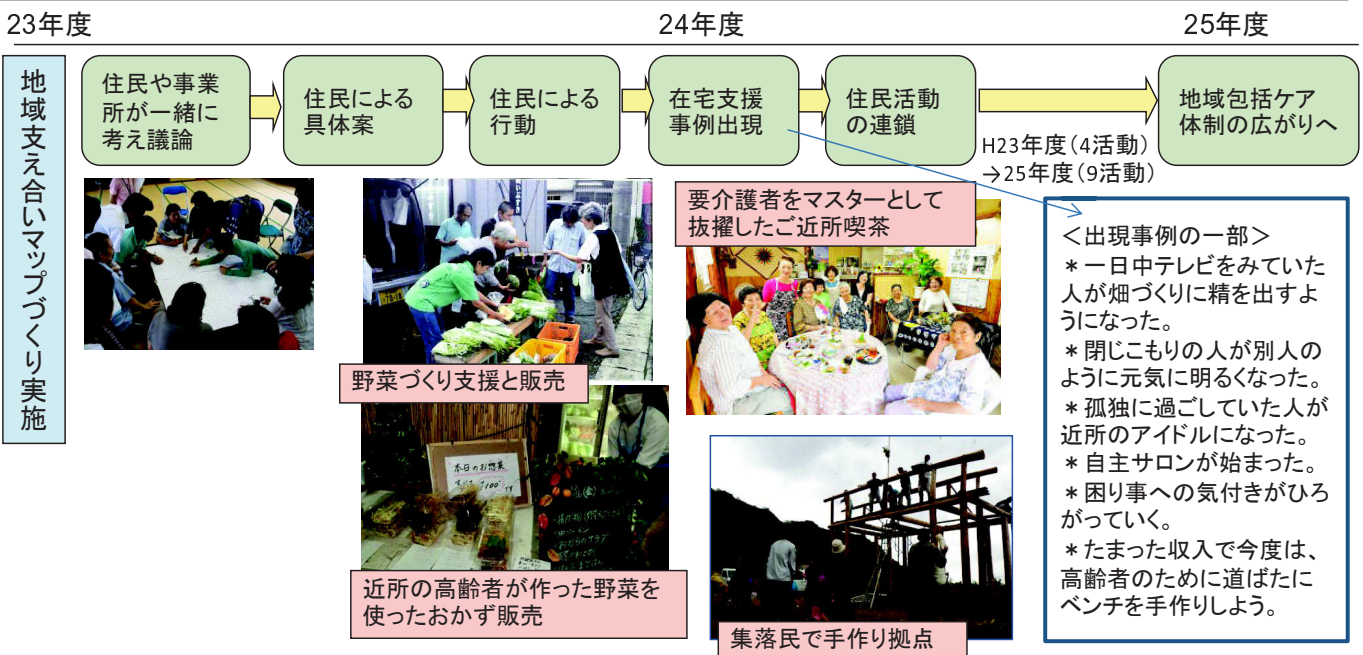 23年度
24年度
25年度
地域支え合いマップづくり実施
住民や事業
所が一緒に
考え議論
住民による
具体案
住民による
行動
在宅支援
事例出現
住民活動
の連鎖
地域包括ケア
体制の広がりへ
H23年度(4活動)
→25年度(9活動)
野菜づくり支援と販売
本日のお惣菜
近所の高齢者が作った野菜を
使ったおかず販売
要介護者をマスターとして
抜擢したご近所喫茶
集落民で手作り拠点
<出現事例の一部>
*一日中テレビをみていた
人が畑づくりに精を出すよ
うになった。
*閉じこもりの人が別人の
ように元気に明るくなった。
*孤独に過ごしていた人が
近所のアイドルになった。
*自主サロンが始まった。
*困り事への気付きがひろ
がっていく。
*たまった収入で今度は、
高齢者のために道ばたに
ベンチを手作りしよう。